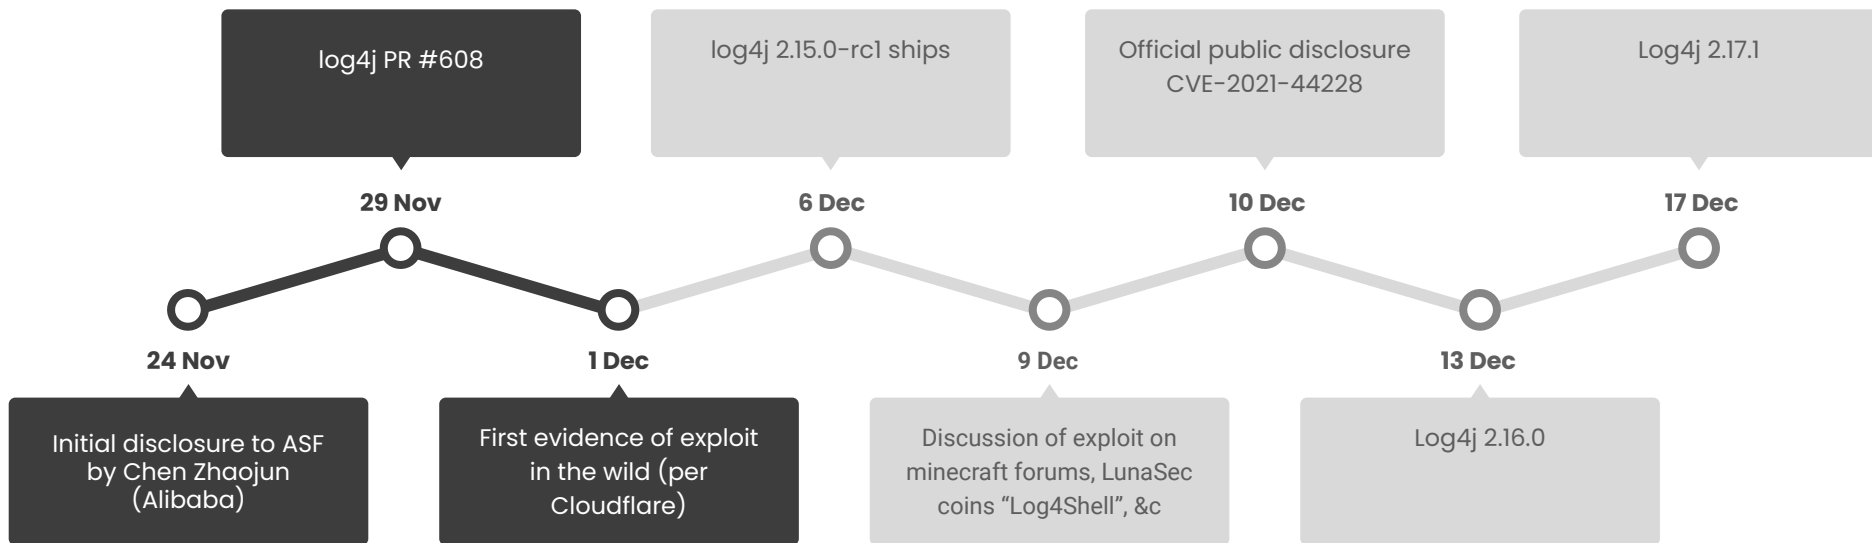 log4j PR #608
29 Nov
log4j 2.15.0-rc1 ships
6 Dec
Official public disclosure
CVE-2021-44228
10 Dec
Log4j 2.17.1
17 Dec
24 Nov
Initial disclosure to ASF
by Chen Zhaojun
(Alibaba)
1 Dec
First evidence of exploit
in the wild (per
Cloudflare)
9 Dec
Discussion of exploit on
minecraft forums, LunaSec
coins “Log4Shell”, &c
13 Dec
Log4j 2.16.0